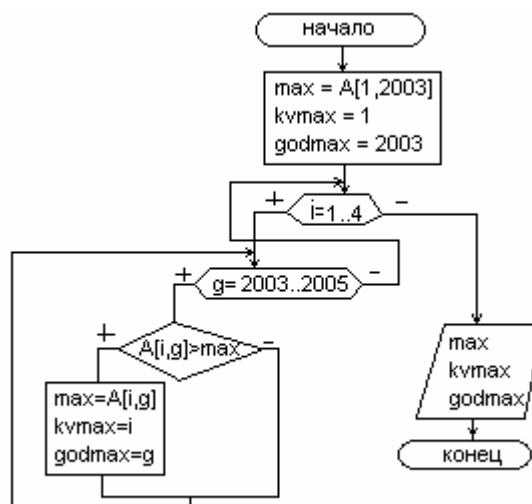 начало
max = A[1,2003]
kvmax = 1
godmax = 2003
+
i=1..4
-
+
g= 2003..2005
-
+
A[i,g]>max
-
max=A[i,g]
kvmax=i
godmax=g
max
kvmax
godmax
конец